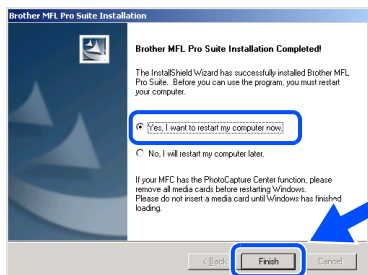 Brother MFL Pro Suite Installation
Brother MFL Pro Suite Installation Completed!
The InstallShield Wizard has successfully installed Brother MFL
Pro Suite. Before you can use the program, you must restart
your computer.
Yes, I want to restart my computer now.
No, I will restart my computer later.
If your MFC has the PhotoCapture Center function, please
remove all media cards before restarting Windows.
Please do not insert a media card until Windows has finished
loading.
< Back
Finish
Cancel